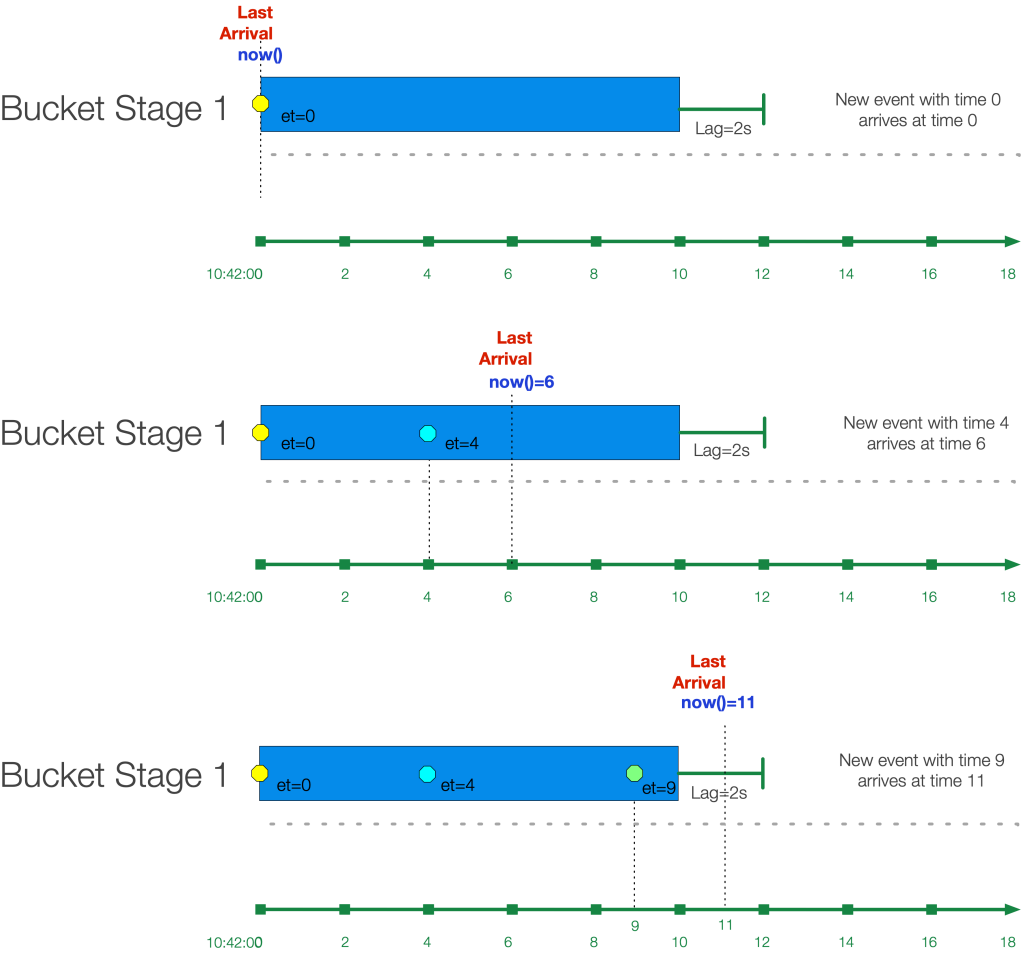 Last
Arrival
now()
Bucket Stage 1
et=0
Lag=2s
New event with time 0
arrives at time 0
10:42:00 2 4 6 8 10 12 14 16 18
Last
Arrival
now()=6
Bucket Stage 1
et=0
et=4
Lag=2s
New event with time 4
arrives at time 6
10:42:00 2 4 6 8 10 12 14 16 18
Last
Arrival
now()=11
Bucket Stage 1
et=0
et=4
et=9
Lag=2s
New event with time 9
arrives at time 11
9 11
10:42:00 2 4 6 8 10 12 14 16 18